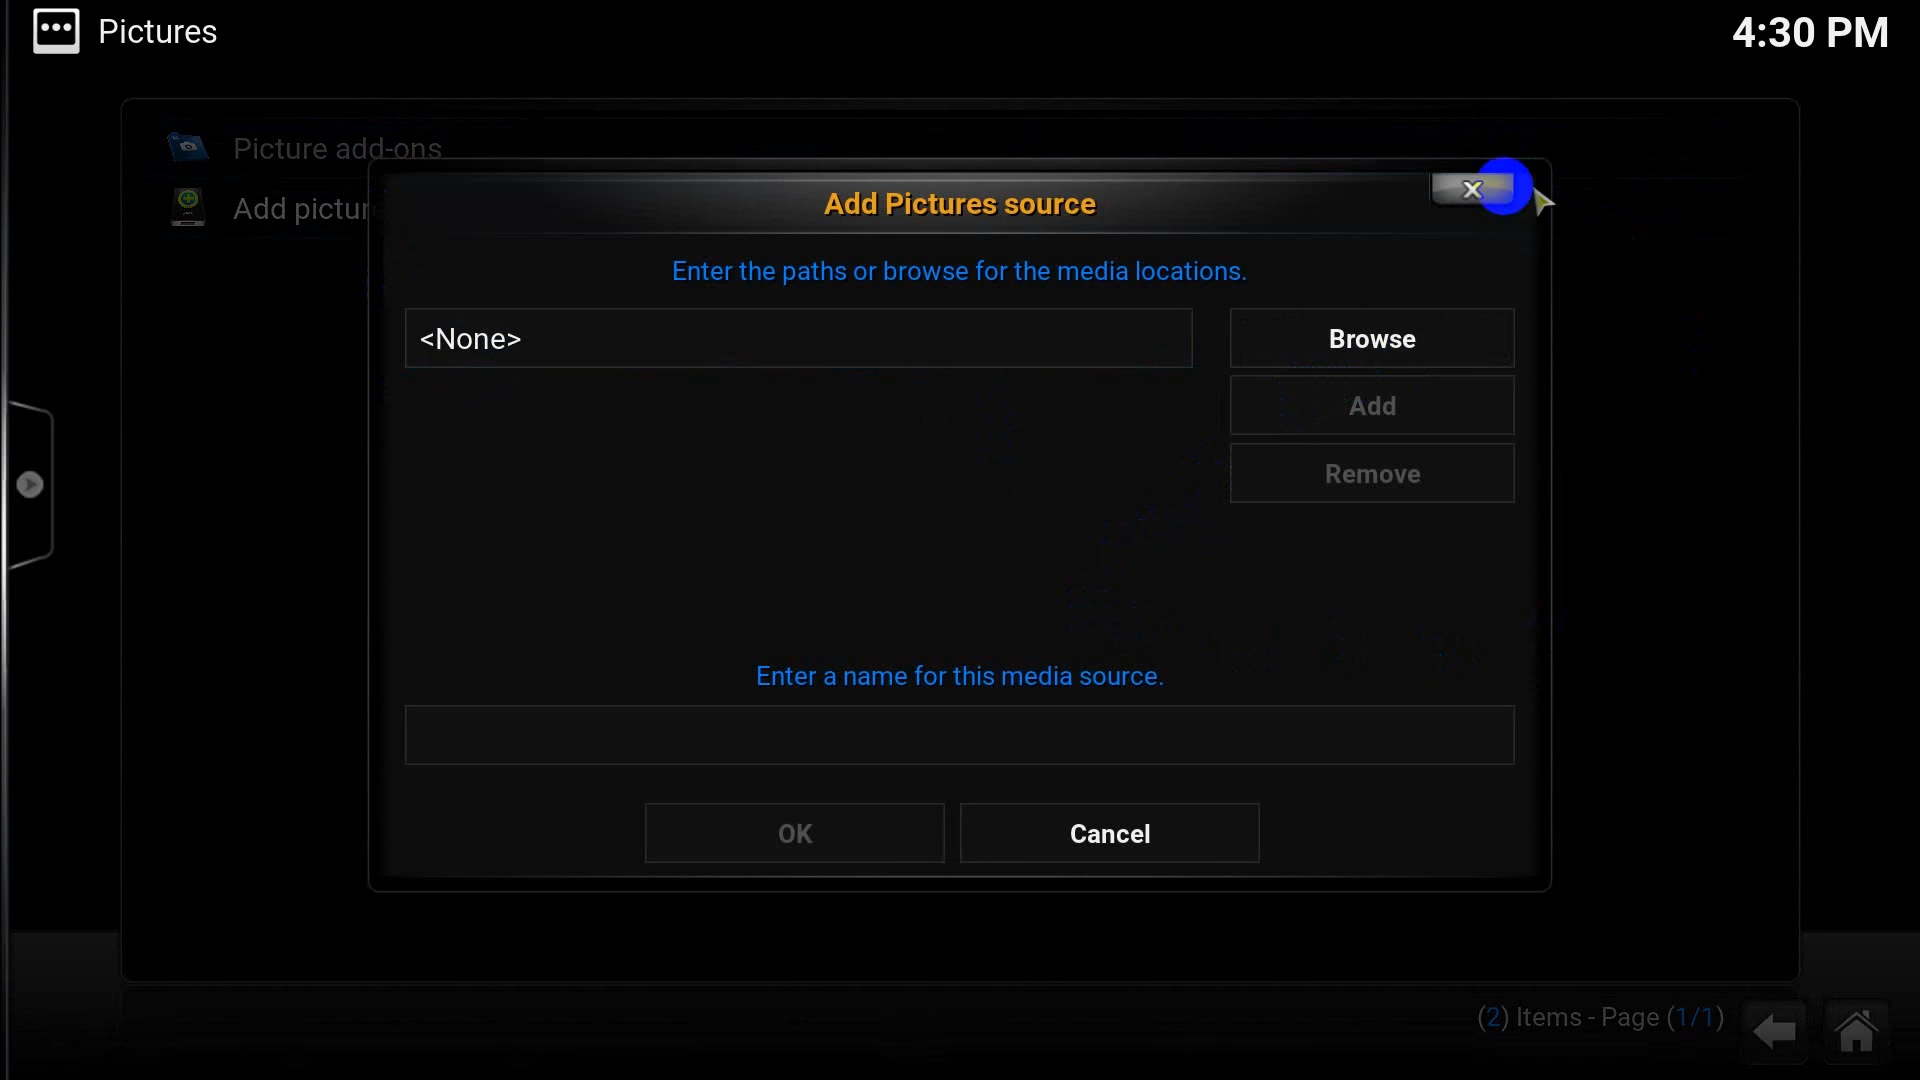 Pictures
4:30 PM
Picture add-ons
Add pictur
Add Pictures source
x
Enter the paths or browse for the media locations.
<None>
Browse
Add
Remove
Enter a name for this media source.
OK
Cancel
(2) Items - Page (1/1)